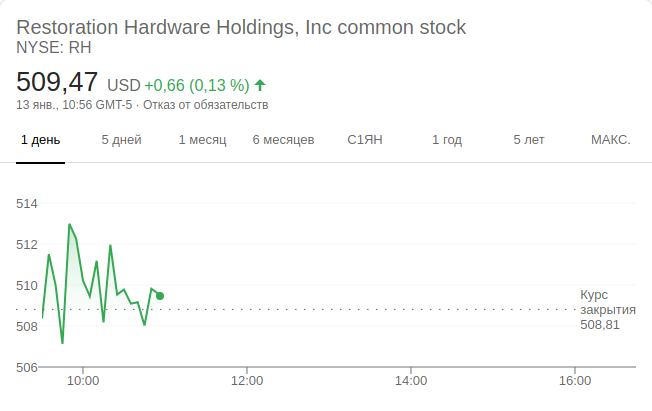 Restoration Hardware Holdings, Inc common stock
NYSE: RH
509,47 USD +0,66 (0,13 %)
13 янв., 10:56 GMT-5 · Отказ от обязательств
1 день 5 дней 1 месяц 6 месяцев С1ЯН 1 год 5 лет МАКС.
514
512
510
Курс
закрытия
508,81
508
506
10:00 12:00 14:00 16:00